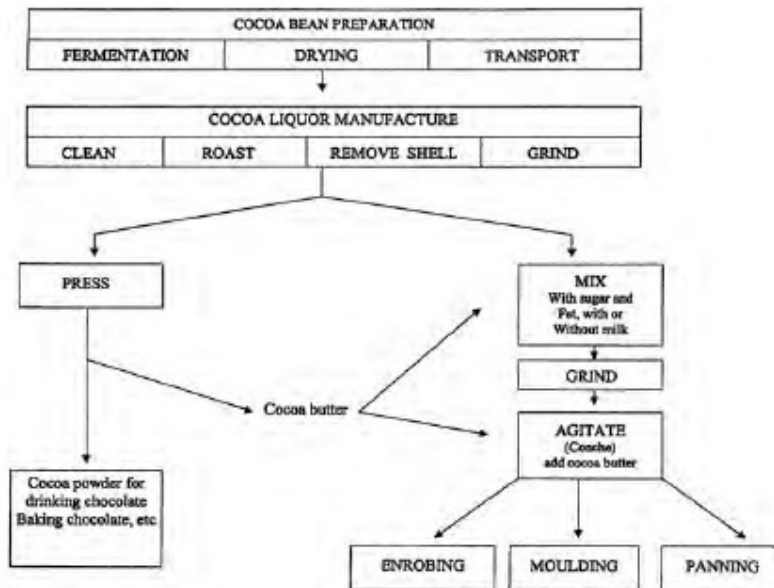 COCOA BEAN PREPARATION
FERMENTATION DRYING TRANSPORT
COCOA LIQUOR MANUFACTURE
CLEAN ROAST REMOVE SHELL GRIND
PRESS
MIX
With sugar and
Fat, with or
Without milk
GRIND
Cocoa butter
AGITATE
(Conche)
add cocoa butter
Cocoa powder for
drinking chocolate
Baking chocolate, etc
ENROBING MOULDING PANNING